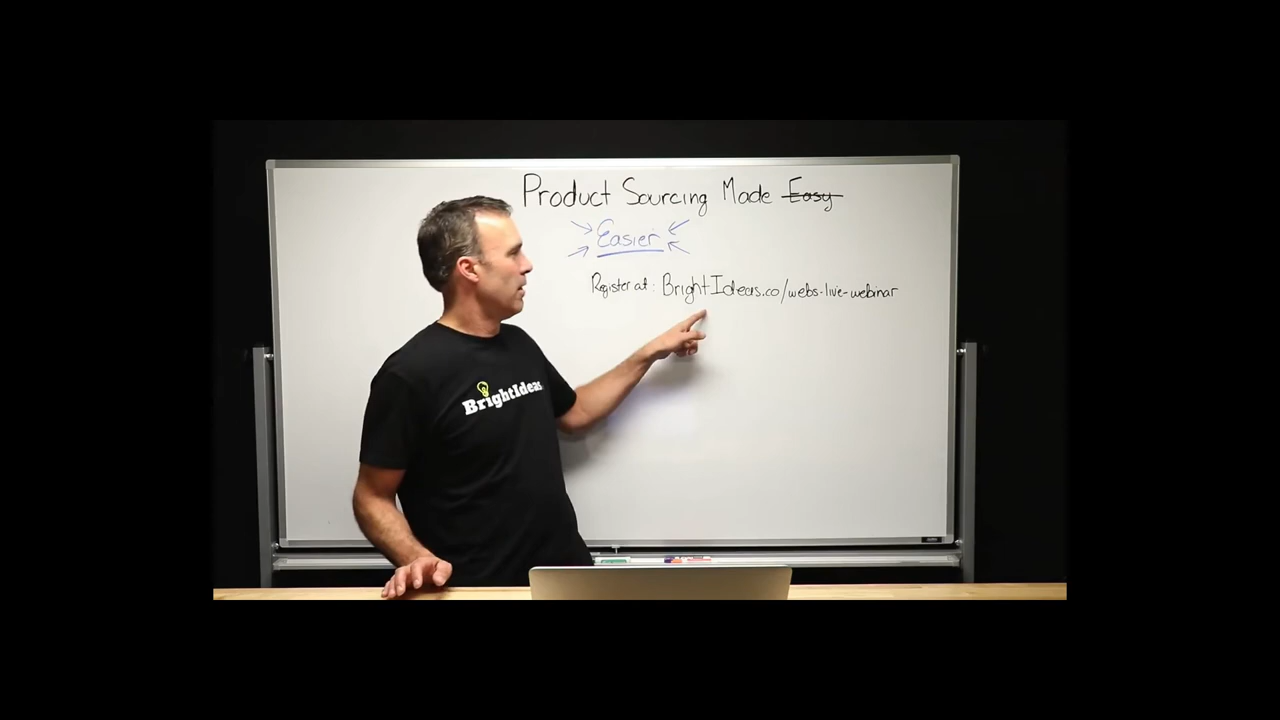 Product Sourcing Made Easy
Easier
Register at: BrightIdeas.co/webs-live-webinar
BrightIdeas